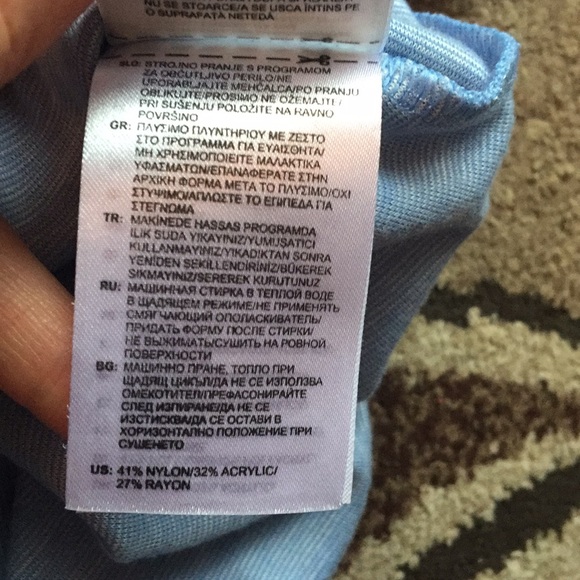 NU SE STOARCE/A SE USCA ÎNTINS PE
O SUPRAFAŢĂ NETEDĂ
SLO: STROJNO PRANJE S PROGRAMOM
ZA OBČUTLJIVO PERILO/NE
UPORABLJAJTE MEHČALCA/PO PRANJU
OBLIKUJTE/PROSIMO NE OŽEMAJTI/
PRI SUŠENJU POLOŽITE NA RAVNO
POVRŠINO
GR: ΠΛΥΣΙΜΟ ΠΛΥΝΤΗΡΙΟΥ ΜΕ ΖΕΣΤΟ
ΣΤΟ ΠΡΟΓΡΑΜΜΑ ΓΙΑ ΕΥΑΙΣΘΗΤΑ/
ΜΗ ΧΡΗΣΙΜΟΠΟΙΕΙΤΕ ΜΑΛΑΚΤΙΚΑ
ΥΦΑΣΜΑΤΩΝ/ΕΠΑΝΑΦΕΡΑΤΕ ΣΤΗΝ
ΑΡΧΙΚΗ ΦΟΡΜΑ ΜΕΤΑ ΤΟ ΠΛΥΣΙΜΟ/ΟΧΙ
ΣΤΥΨΙΜΟ/ΑΠΛΩΣΤΕ ΤΟ ΕΠΙΠΕΔΑ ΓΙΑ
ΣΤΕΓΝΩΜΑ
TR: MAKİNEDE HASSAS PROGRAMDA
ILIK SUDA YIKAYINIZ/YUMUŞATICI
KULLANMAYINIZ/YIKADIKTAN SONRA
YENİDEN ŞEKİLLENDİRİNİZ/BÜKEREK
SIKMAYINIZ/SEREREK KURUTUNUZ
RU: МАШИННАЯ СТИРКА В ТЕПЛОЙ ВОДЕ
В ЩАДЯЩЕМ РЕЖИМЕ/НЕ ПРИМЕНЯТЬ
СМЯГЧАЮЩИЙ ОПОЛАСКИВАТЕЛЬ/
ПРИДАТЬ ФОРМУ ПОСЛЕ СТИРКИ/
НЕ ВЫЖИМАТЬ/СУШИТЬ НА РОВНОЙ
ПОВЕРХНОСТИ
BG: МАШИННО ПРАНЕ, ТОПЛО ПРИ
ЩАДЯЩ ЦИКЪЛ/ДА НЕ СЕ ИЗПОЛЗВА
ОМЕКОТИТЕЛ/ПРЕФАСОНИРАЙТЕ
СЛЕД ИЗПИРАНЕ/ДА НЕ СЕ
ИЗСТИСКВА/ДА СЕ ОСТАВИ В
ХОРИЗОНТАЛНО ПОЛОЖЕНИЕ ПРИ
СУШЕНЕТО
US: 41% NYLON/32% ACRYLIC/
27% RAYON